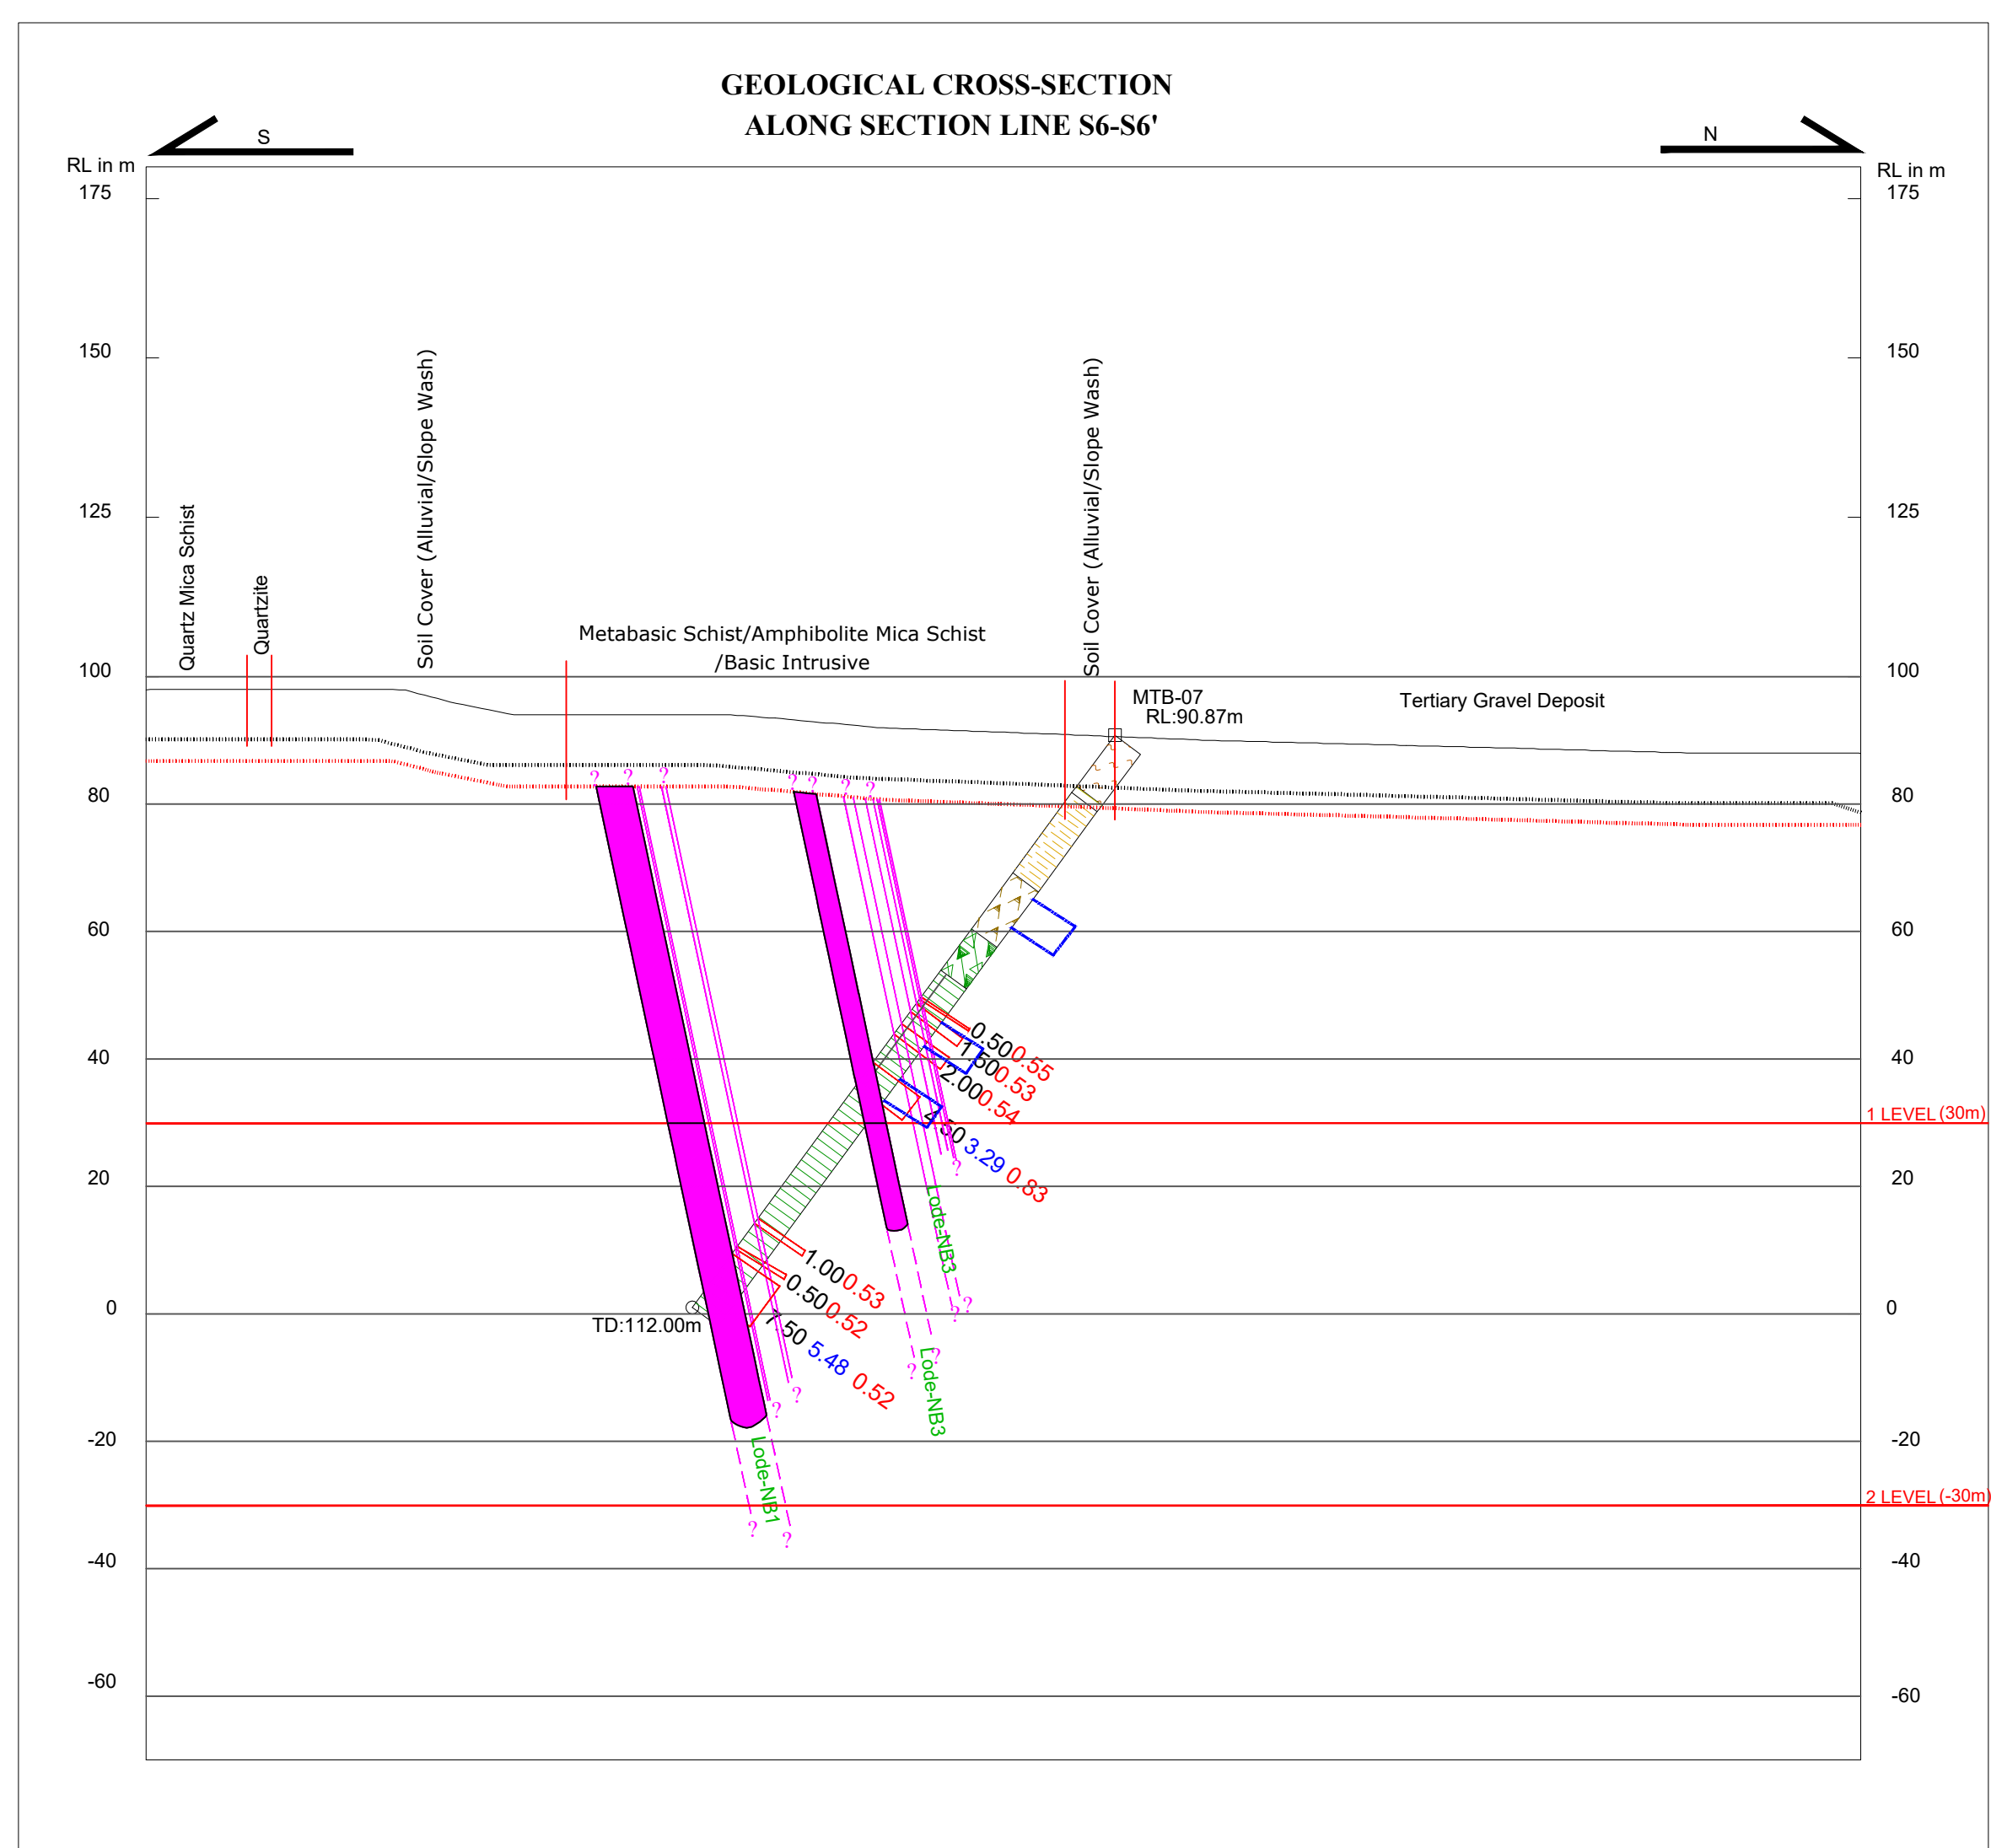 GEOLOGICAL CROSS-SECTION
ALONG SECTION LINE S6-S6'
S
N
RL in m
RL in m
175
175
150
150
125
125
Quartz Mica Schist
Quartzite
Soil Cover (Alluvial/Slope Wash)
Metabasic Schist/Amphibolite Mica Schist
/Basic Intrusive
Soil Cover (Alluvial/Slope Wash)
100
100
MTB-07
RL:90.87m
Tertiary Gravel Deposit
80
80
? ? ? ? ? ? ?
60
60
0.50 0.55
1.50 0.53
2.00 0.54
40
40
4.50 3.29 0.83
1 LEVEL (30m)
?
20
20
Lode-NB3
1.00 0.53
0.50 0.52
7.50 5.48 0.52
? ?
0
0
TD:112.00m
? ?
Lode-NB3
? ?
-20
-20
Lode-NB1
2 LEVEL (-30m)
? ?
-40
-40
-60
-60